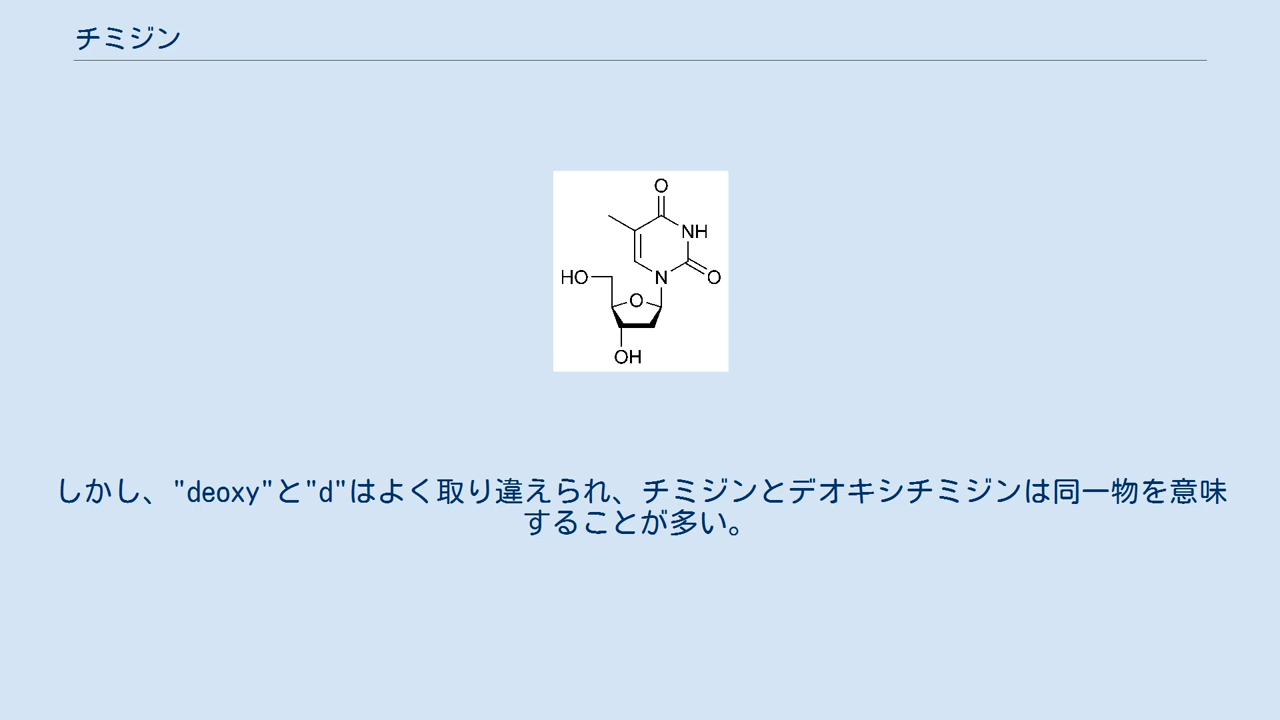 チミジン
O
NH
N
O
HO
O
OH
しかし、"deoxy"と"d"はよく取り違えられ、チミジンとデオキシチミジンは同一物を意味
することが多い。